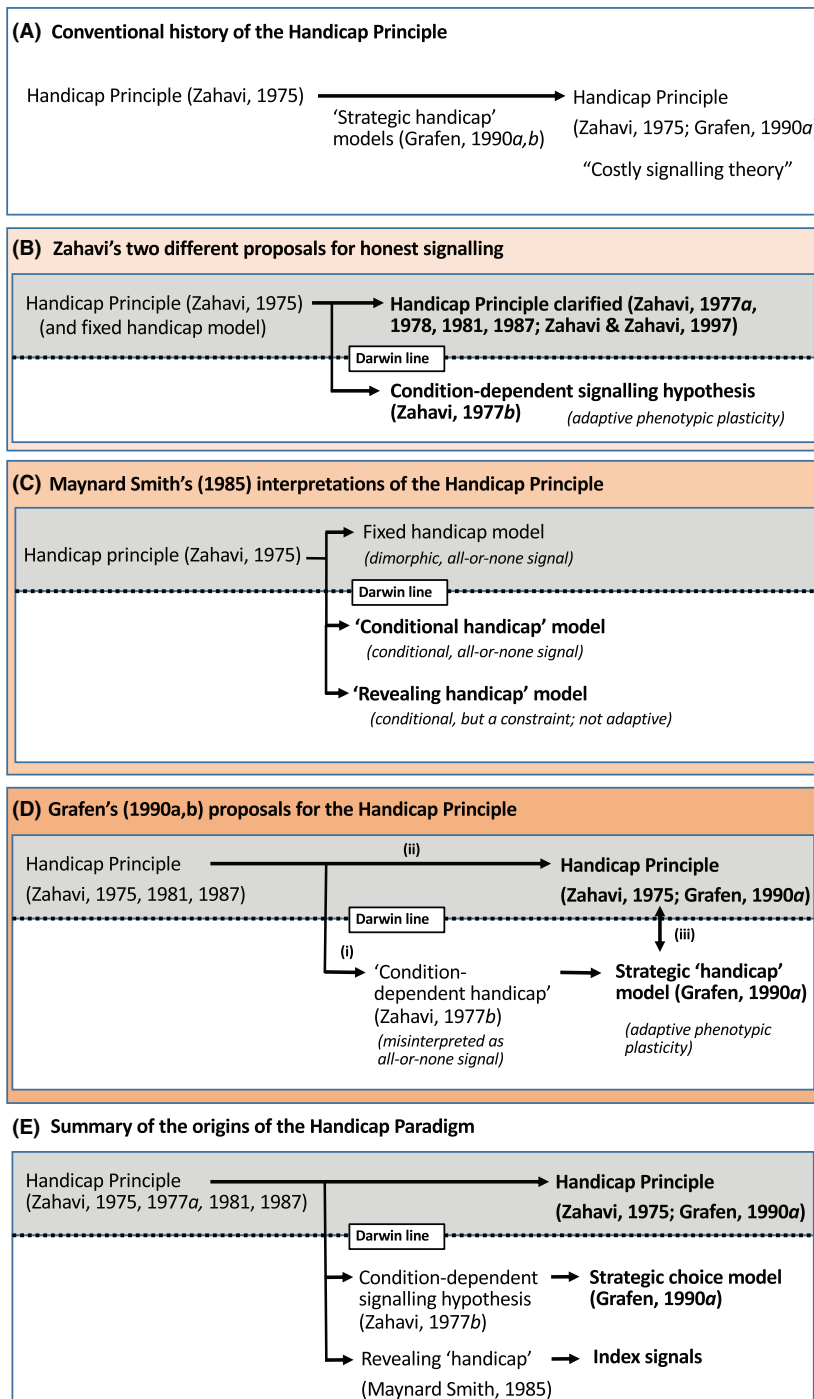 (A) Conventional history of the Handicap Principle
Handicap Principle (Zahavi, 1975)
'Strategic handicap'
models (Grafen, 1990a,b)
Handicap Principle
(Zahavi, 1975; Grafen, 1990a)
“Costly signalling theory”
(B) Zahavi's two different proposals for honest signalling
Handicap Principle (Zahavi, 1975)
(and fixed handicap model)
Handicap Principle clarified (Zahavi, 1977a,
1978, 1981, 1987; Zahavi & Zahavi, 1997)
Darwin line
Condition-dependent signalling hypothesis
(Zahavi, 1977b)
(adaptive phenotypic plasticity)
(C) Maynard Smith's (1985) interpretations of the Handicap Principle
Handicap principle (Zahavi, 1975)
Fixed handicap model
(dimorphic, all-or-none signal)
Darwin line
'Conditional handicap' model
(conditional, all-or-none signal)
'Revealing handicap' model
(conditional, but a constraint; not adaptive)
(D) Grafen's (1990a,b) proposals for the Handicap Principle
Handicap Principle
(Zahavi, 1975, 1981, 1987)
(ii)
Handicap Principle
(Zahavi, 1975; Grafen, 1990a)
Darwin line
(iii)
(i)
'Condition-
dependent handicap'
(Zahavi, 1977b)
(misinterpreted as
all-or-none signal)
Strategic 'handicap'
model (Grafen, 1990a)
(adaptive phenotypic
plasticity)
(E) Summary of the origins of the Handicap Paradigm
Handicap Principle
(Zahavi, 1975, 1977a, 1981, 1987)
Handicap Principle
(Zahavi, 1975; Grafen, 1990a)
Darwin line
Condition-dependent
signalling hypothesis
(Zahavi, 1977b)
Strategic choice model
(Grafen, 1990a)
Revealing 'handicap'
(Maynard Smith, 1985)
Index signals